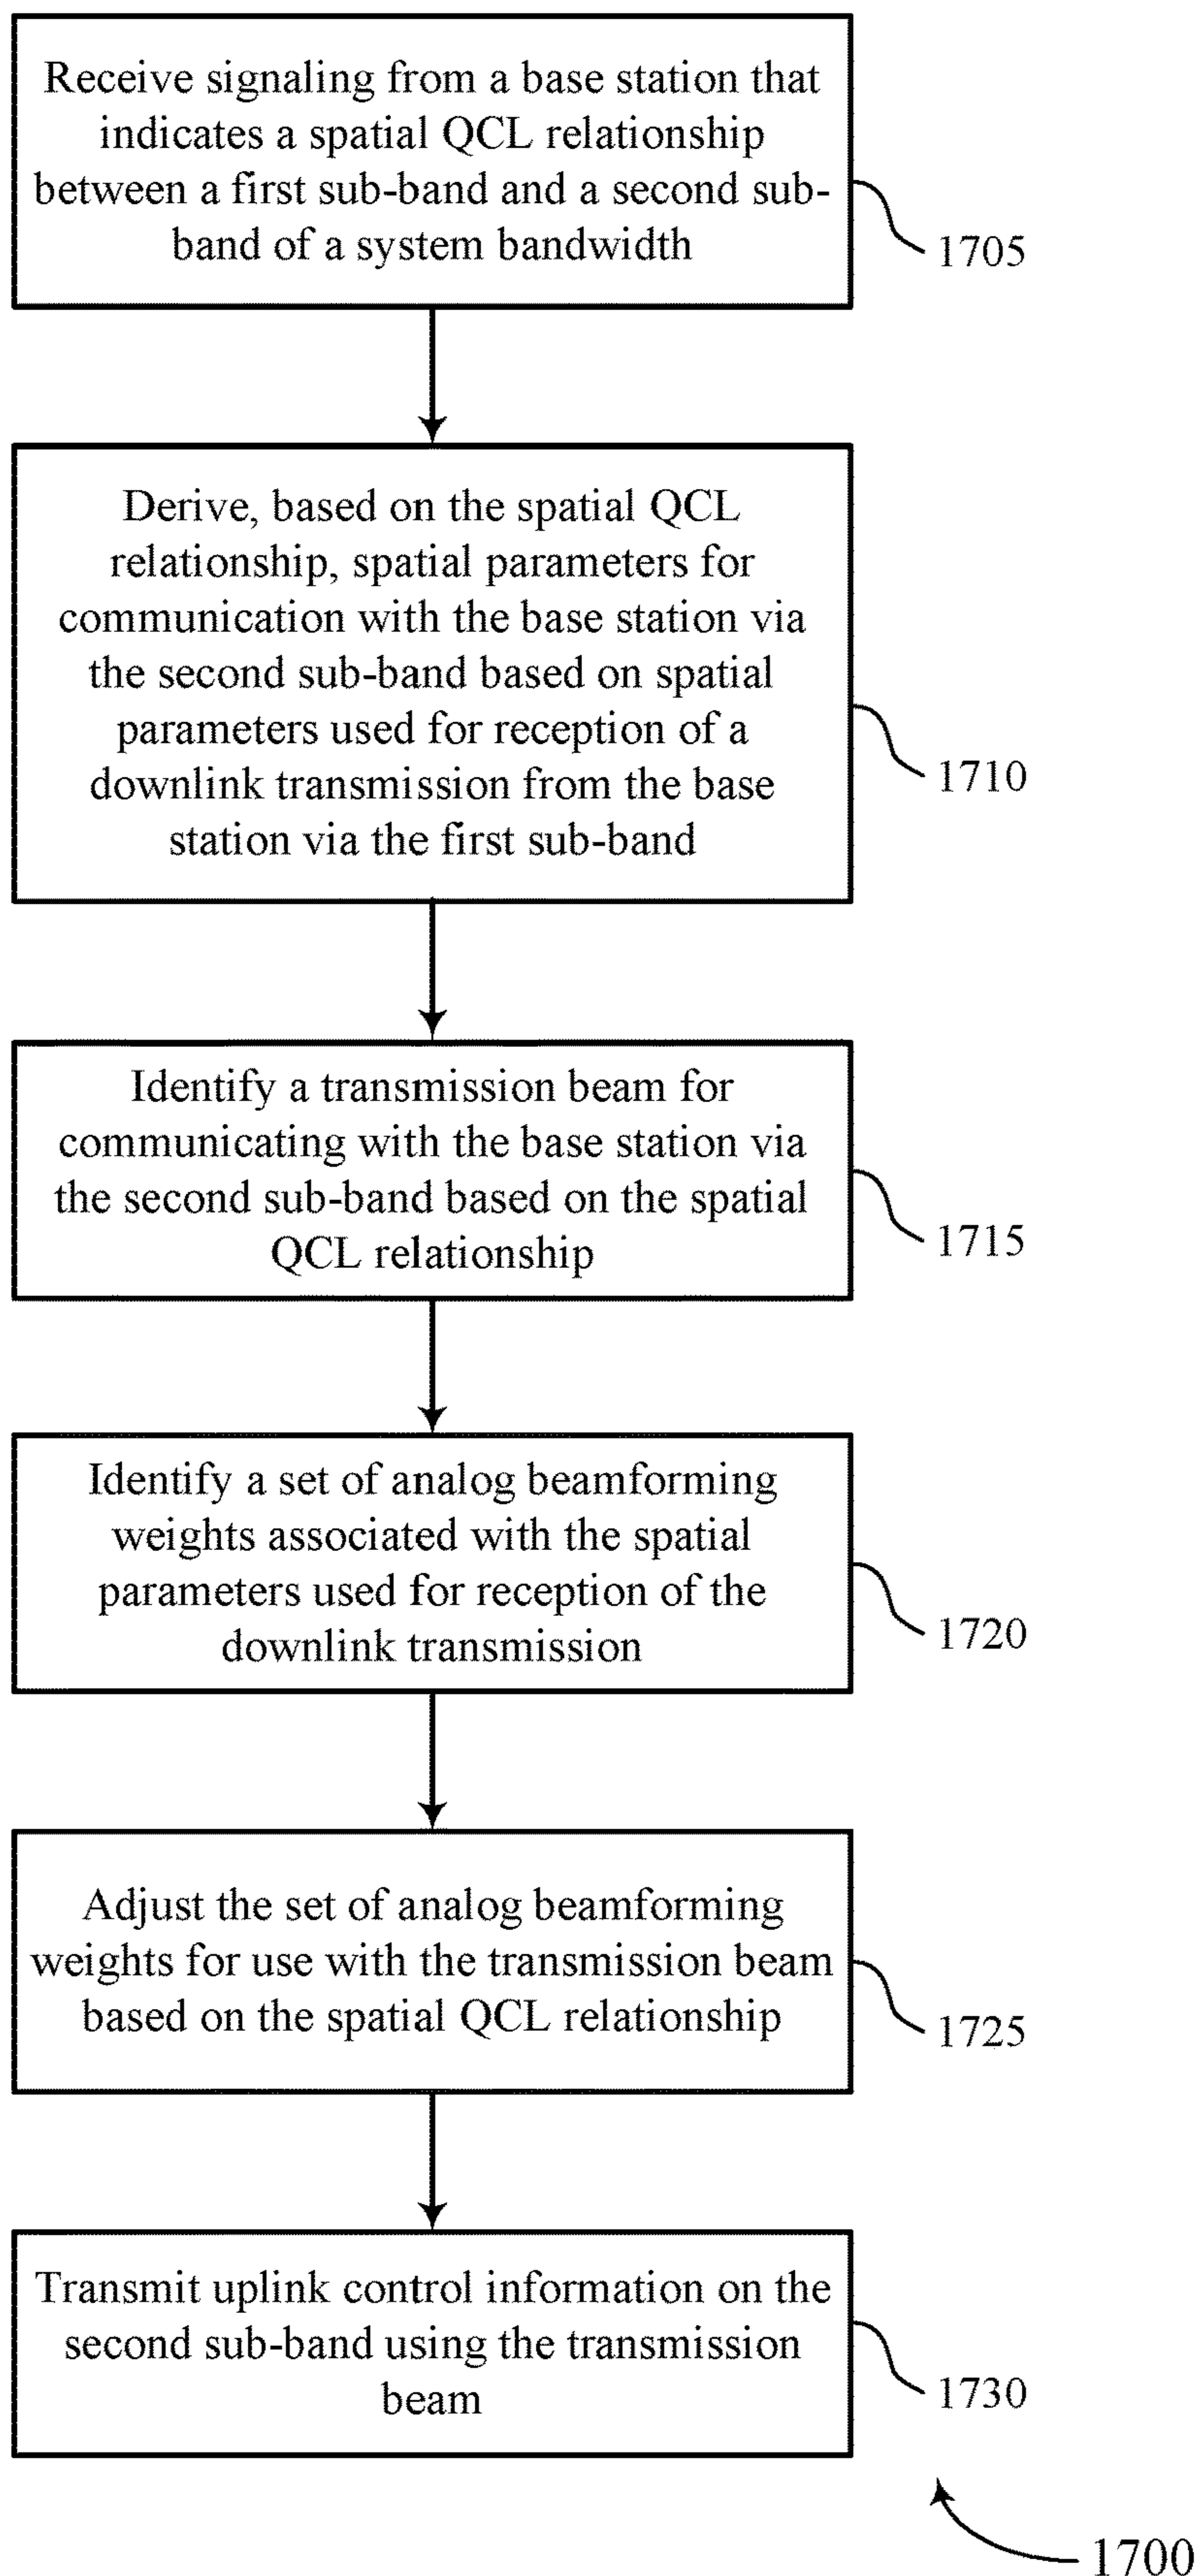 Receive signaling from a base station that
indicates a spatial QCL relationship
between a first sub-band and a second sub-
band of a system bandwidth
1705
Derive, based on the spatial QCL
relationship, spatial parameters for
communication with the base station via
the second sub-band based on spatial
parameters used for reception of a
downlink transmission from the base
station via the first sub-band
1710
Identify a transmission beam for
communicating with the base station via
the second sub-band based on the spatial
QCL relationship
1715
Identify a set of analog beamforming
weights associated with the spatial
parameters used for reception of the
downlink transmission
1720
Adjust the set of analog beamforming
weights for use with the transmission beam
based on the spatial QCL relationship
1725
Transmit uplink control information on the
second sub-band using the transmission
beam
1730
1700